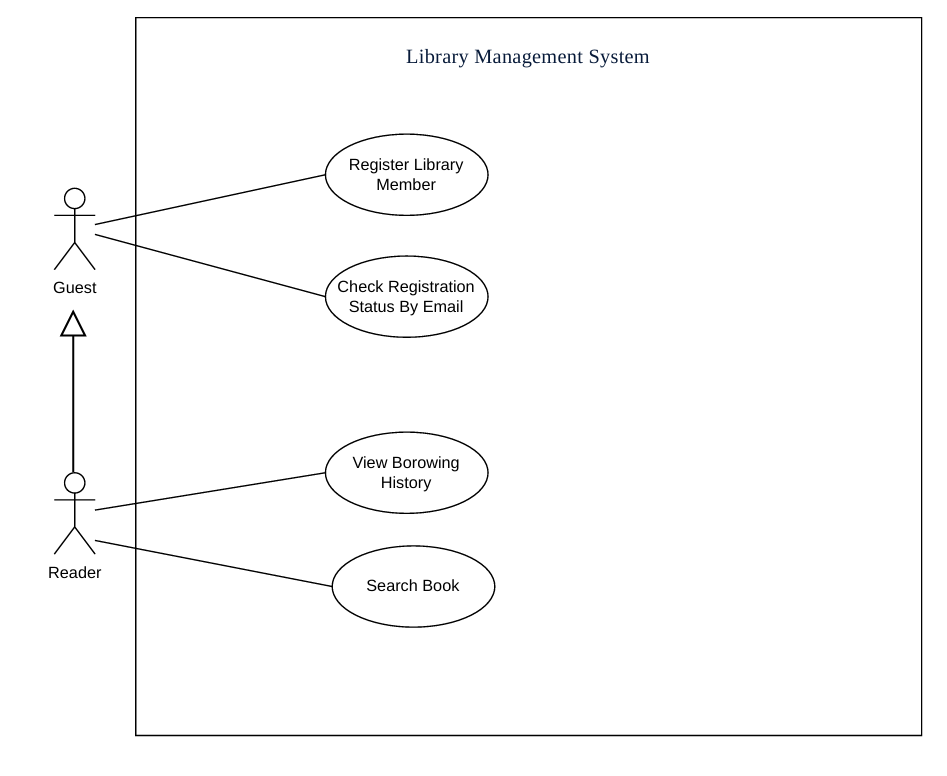 Library Management System
Register Library
Member
Guest
Check Registration
Status By Email
View Borowing
History
Reader
Search Book